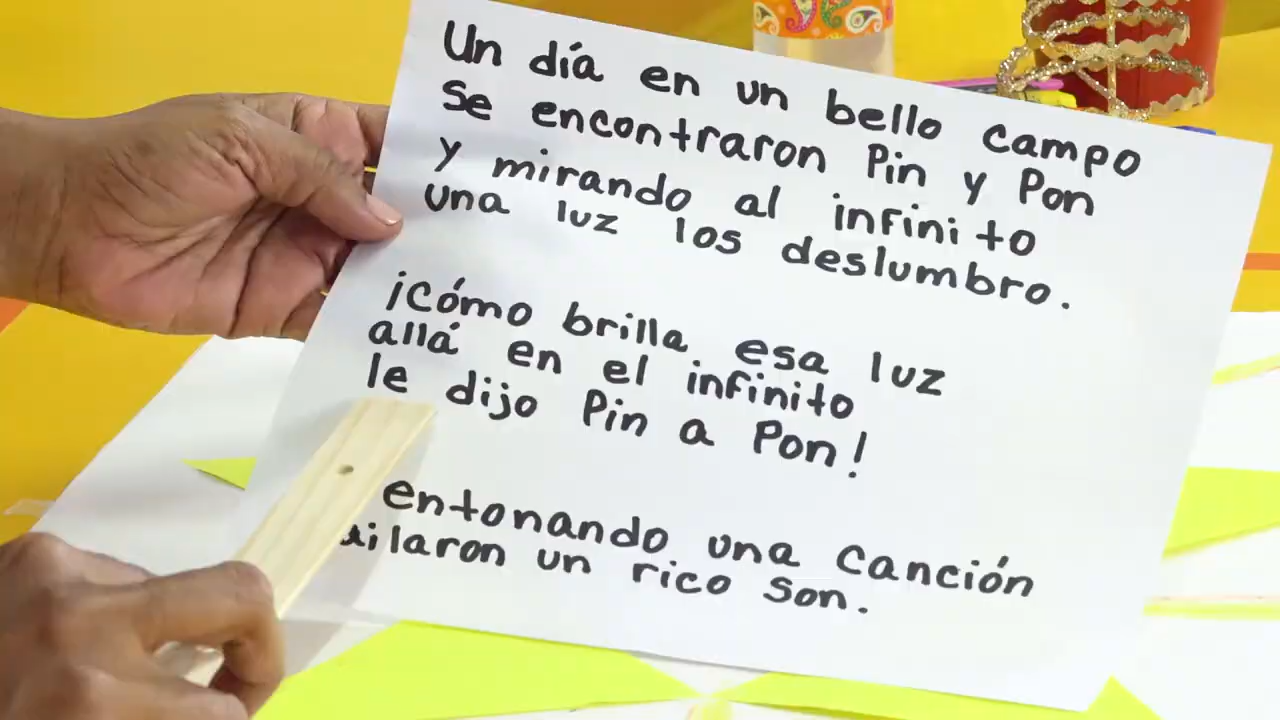 Un día en un bello campo
se encontraron Pin y Pon
y mirando al infinito
una luz los deslumbro.
¡Cómo brilla esa luz
allá en el infinito
le dijo Pin a Pon!
entonando una canción
un rico son.